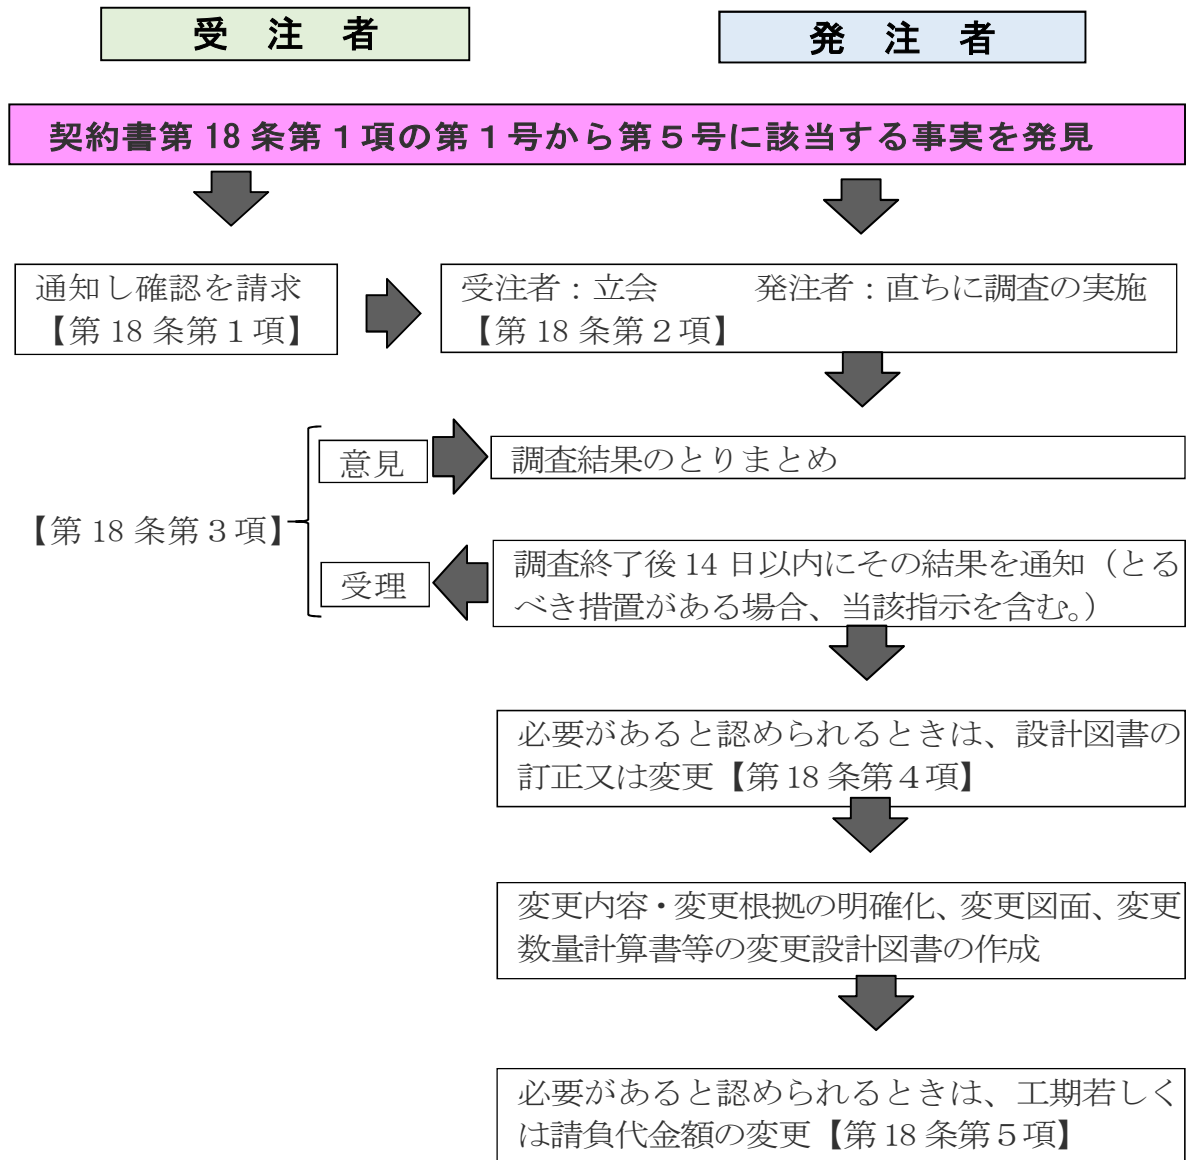 受 注 者
発 注 者
契約書第 18 条第１項の第１号から第５号に該当する事実を発見
通知し確認を請求
【第 18 条第１項】
受注者：立会　　　発注者：直ちに調査の実施
【第 18 条第２項】
意見
調査結果のとりまとめ
【第 18 条第３項】
受理
調査終了後 14 日以内にその結果を通知（とる
べき措置がある場合、当該指示を含む。）
必要があると認められるときは、設計図書の
訂正又は変更【第 18 条第４項】
変更内容・変更根拠の明確化、変更図面、変更
数量計算書等の変更設計図書の作成
必要があると認められるときは、工期若しく
は請負代金額の変更【第 18 条第５項】